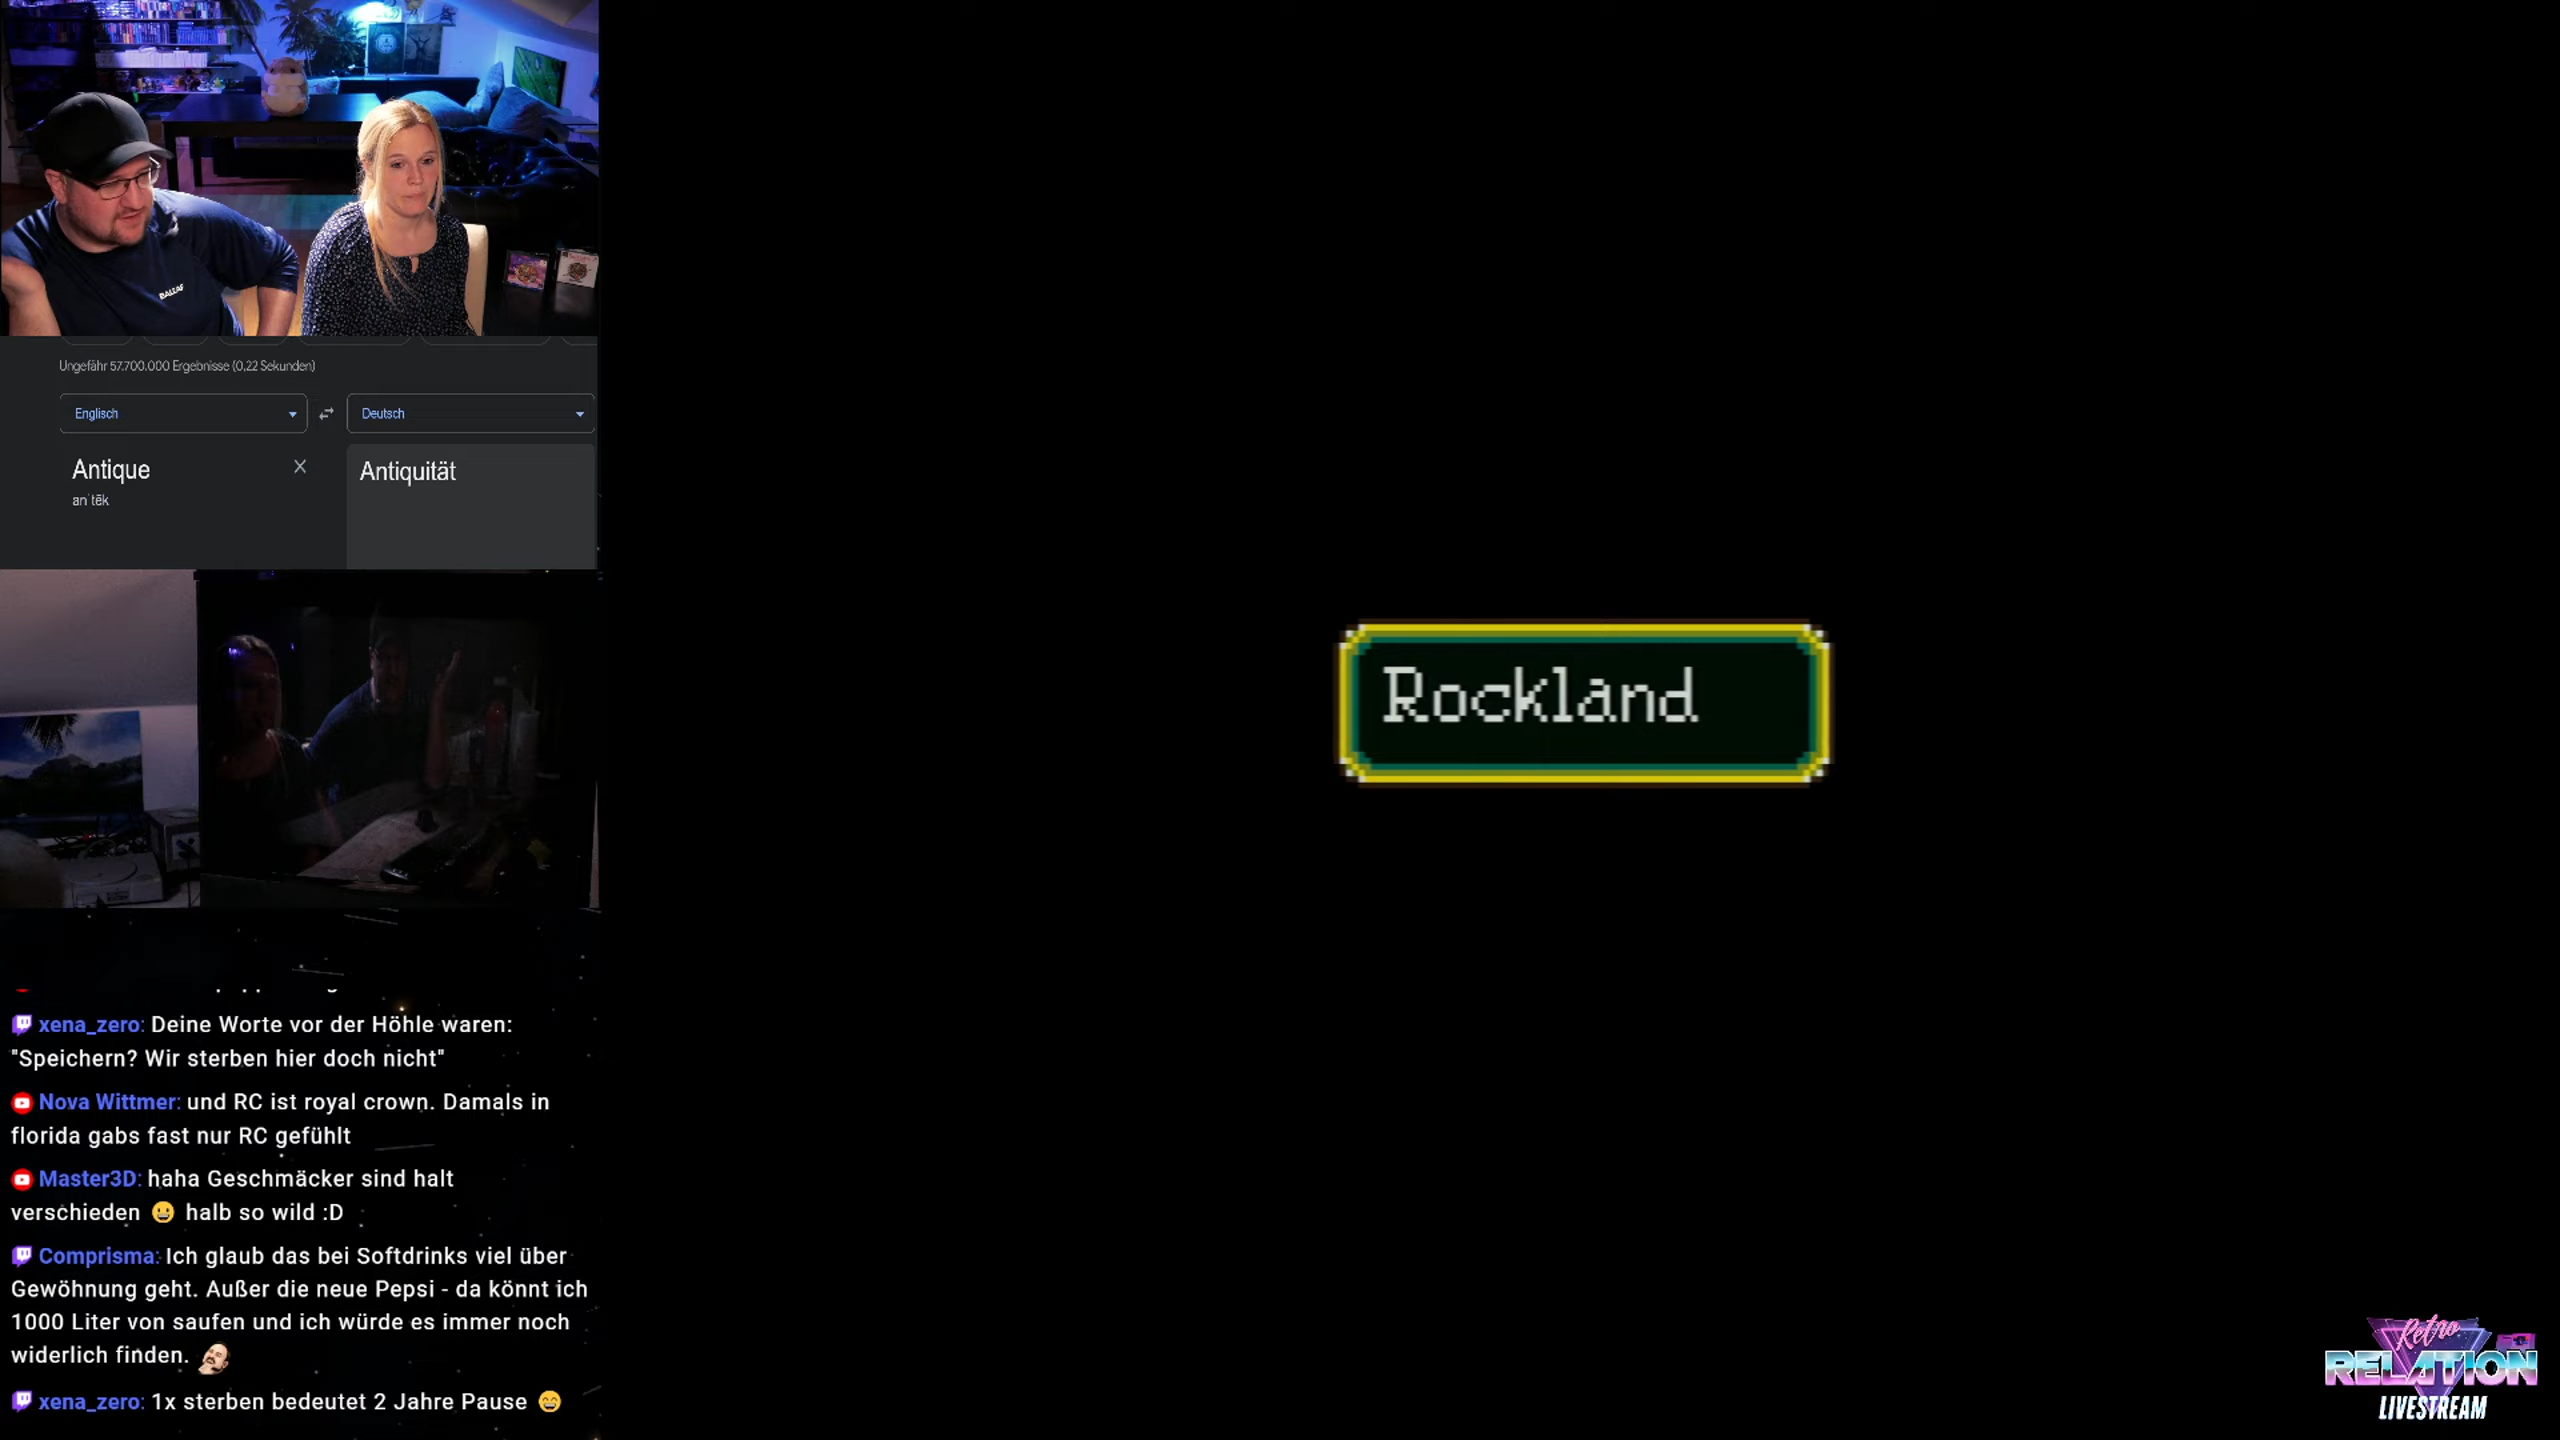 BALEAF
Ungefähr 57.700.000 Ergebnisse (0,22 Sekunden)
Englisch
Deutsch
Antique
Antiquität
an tēk
Rockland
xena_zero: Deine Worte vor der Höhle waren:
"Speichern? Wir sterben hier doch nicht"
Nova Wittmer: und RC ist royal crown. Damals in
florida gabs fast nur RC gefühlt
Master3D: haha Geschmäcker sind halt
verschieden 😀 halb so wild :D
Comprisma: Ich glaub das bei Softdrinks viel über
Gewöhnung geht. Außer die neue Pepsi - da könnt ich
1000 Liter von saufen und ich würde es immer noch
widerlich finden.
xena_zero: 1x sterben bedeutet 2 Jahre Pause 😄
Retro
RELATION
LIVESTREAM